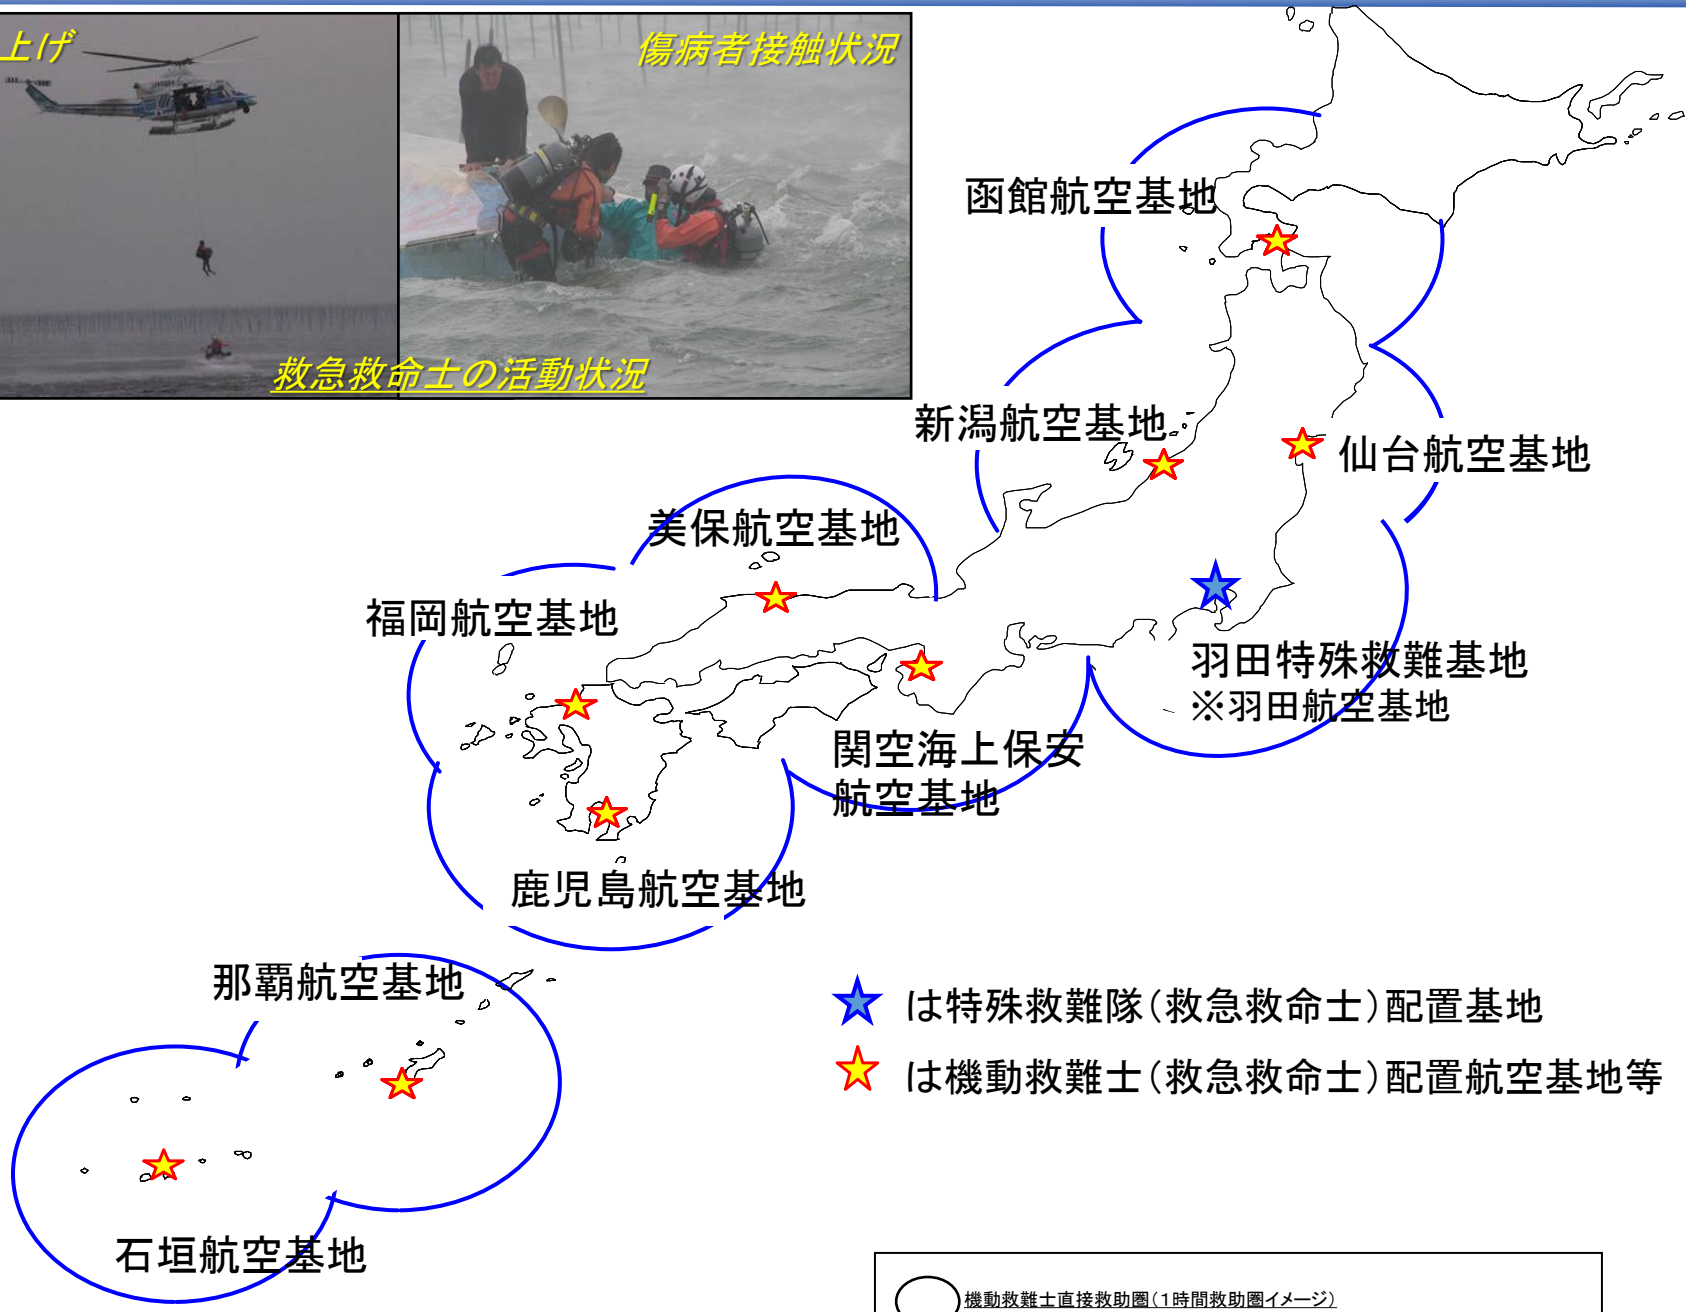 上げ
傷病者接触状況
救急救命士の活動状況
函館航空基地
新潟航空基地
仙台航空基地
美保航空基地
福岡航空基地
羽田特殊救難基地
※羽田航空基地
関空海上保安
航空基地
鹿児島航空基地
那覇航空基地
石垣航空基地
は特殊救難隊(救急救命士)配置基地
は機動救難士(救急救命士)配置航空基地等
機動救難士直接救助圏(1時間救助圏イメージ)